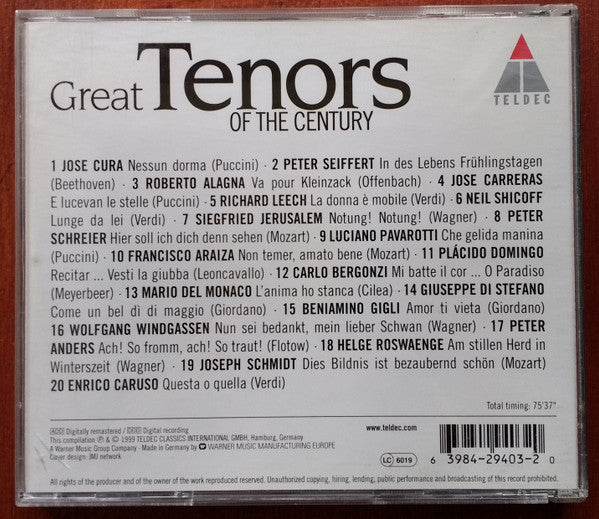 Great Tenors
OF THE CENTURY
TELDEC
1 JOSE CURA Nessun dorma (Puccini) · 2 PETER SEIFFERT In des Lebens Frühlingstagen
(Beethoven) · 3 ROBERTO ALAGNA Va pour Kleinzack (Offenbach) · 4 JOSE CARRERAS
E lucevan le stelle (Puccini) · 5 RICHARD LEECH La donna è mobile (Verdi) · 6 NEIL SHICOFF
Lunge da lei (Verdi) · 7 SIEGFRIED JERUSALEM Notung! Notung! (Wagner) · 8 PETER
SCHREIER Hier soll ich dich denn sehen (Mozart) · 9 LUCIANO PAVAROTTI Che gelida manina
(Puccini) · 10 FRANCISCO ARAIZA Non temer, amato bene (Mozart) · 11 PLÁCIDO DOMINGO
Recitar ... Vesti la giubba (Leoncavallo) · 12 CARLO BERGONZI Mi batte il cor ... O Paradiso
(Meyerbeer) · 13 MARIO DEL MONACO L'anima ho stanca (Cilea) · 14 GIUSEPPE DI STEFANO
Come un bel dì di maggio (Giordano) · 15 BENIAMINO GIGLI Amor ti vieta (Giordano)
16 WOLFGANG WINDGASSEN Nun sei bedankt, mein lieber Schwan (Wagner) · 17 PETER
ANDERS Ach! So fromm, ach! So traut! (Flotow) · 18 HELGE ROSWAENGE Am stillen Herd in
Winterszeit (Wagner) · 19 JOSEPH SCHMIDT Dies Bildnis ist bezaubernd schön (Mozart)
20 ENRICO CARUSO Questa o quella (Verdi)
Total timing: 75'37"
ADD Digitally remastered / DDD Digital recording
This compilation ℗ & © 1999 TELDEC CLASSICS INTERNATIONAL GMBH, Hamburg, Germany
A Warner Music Group Company · Made in Germany by WARNER MUSIC MANUFACTURING EUROPE
Cover design: JMJ network
www.teldec.com
LC 6019
6 3984-29403-2 0
All rights of the producer and of the owner of the work reproduced reserved. Unauthorized copying, hiring, lending, public performance and broadcasting of this record prohibited.